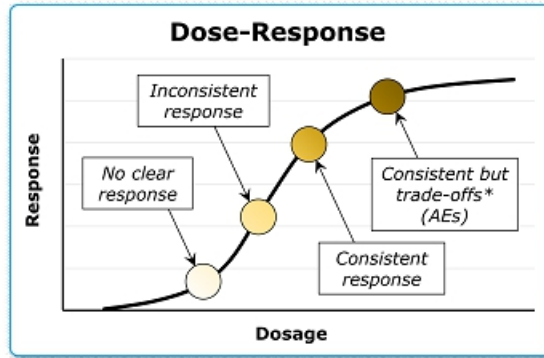 Dose-Response
Inconsistent
response
No clear
response
Consistent but
trade-offs*
(AEs)
Consistent
response
Response
Dosage